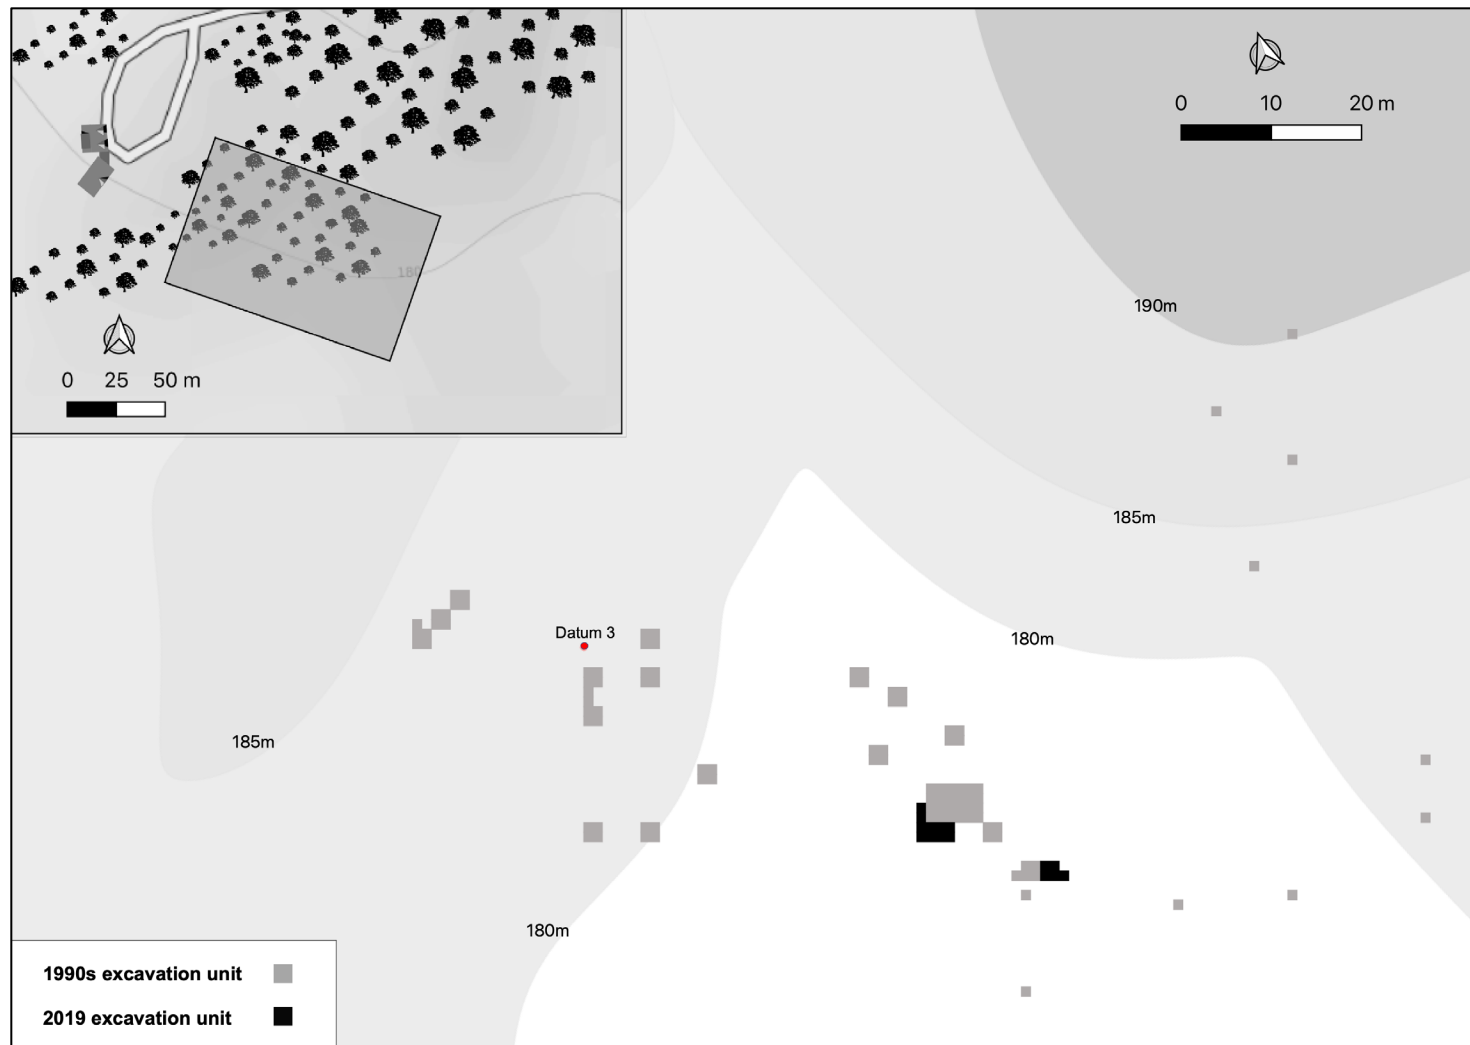 0 10 20 m
180
0 25 50 m
190m
185m
Datum 3
180m
185m
180m
1990s excavation unit
2019 excavation unit